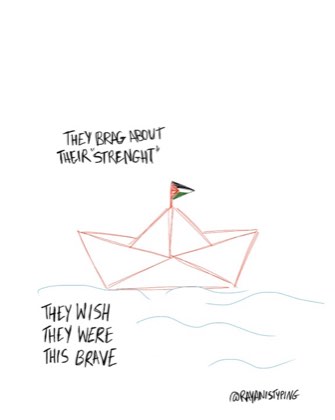 THEY BRAG ABOUT
THEIR "STRENGHT"
THEY WISH
THEY WERE
THIS BRAVE
@RAYANISTYPING